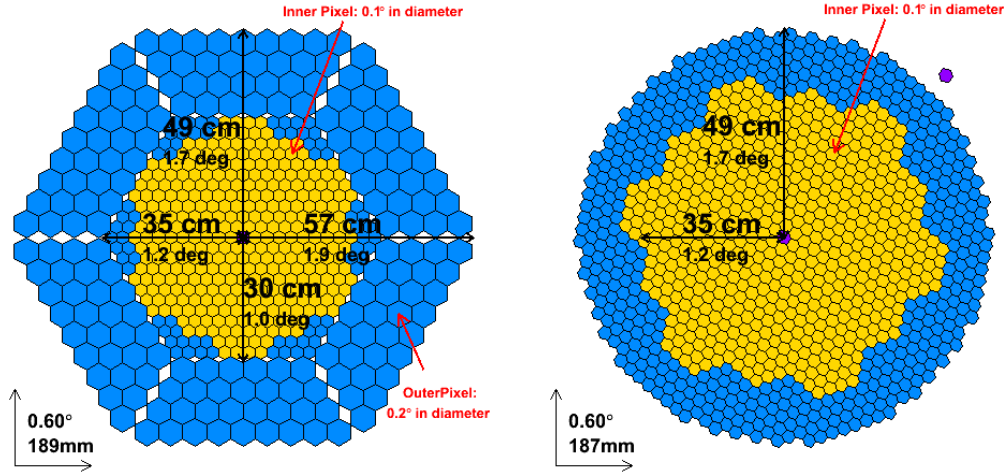 Inner Pixel: 0.1° in diameter
49 cm
1.7 deg
35 cm
1.2 deg
57 cm
1.9 deg
30 cm
1.0 deg
OuterPixel:
0.2° in diameter
0.60°
189mm
Inner Pixel: 0.1° in diameter
49 cm
1.7 deg
35 cm
1.2 deg
0.60°
187mm